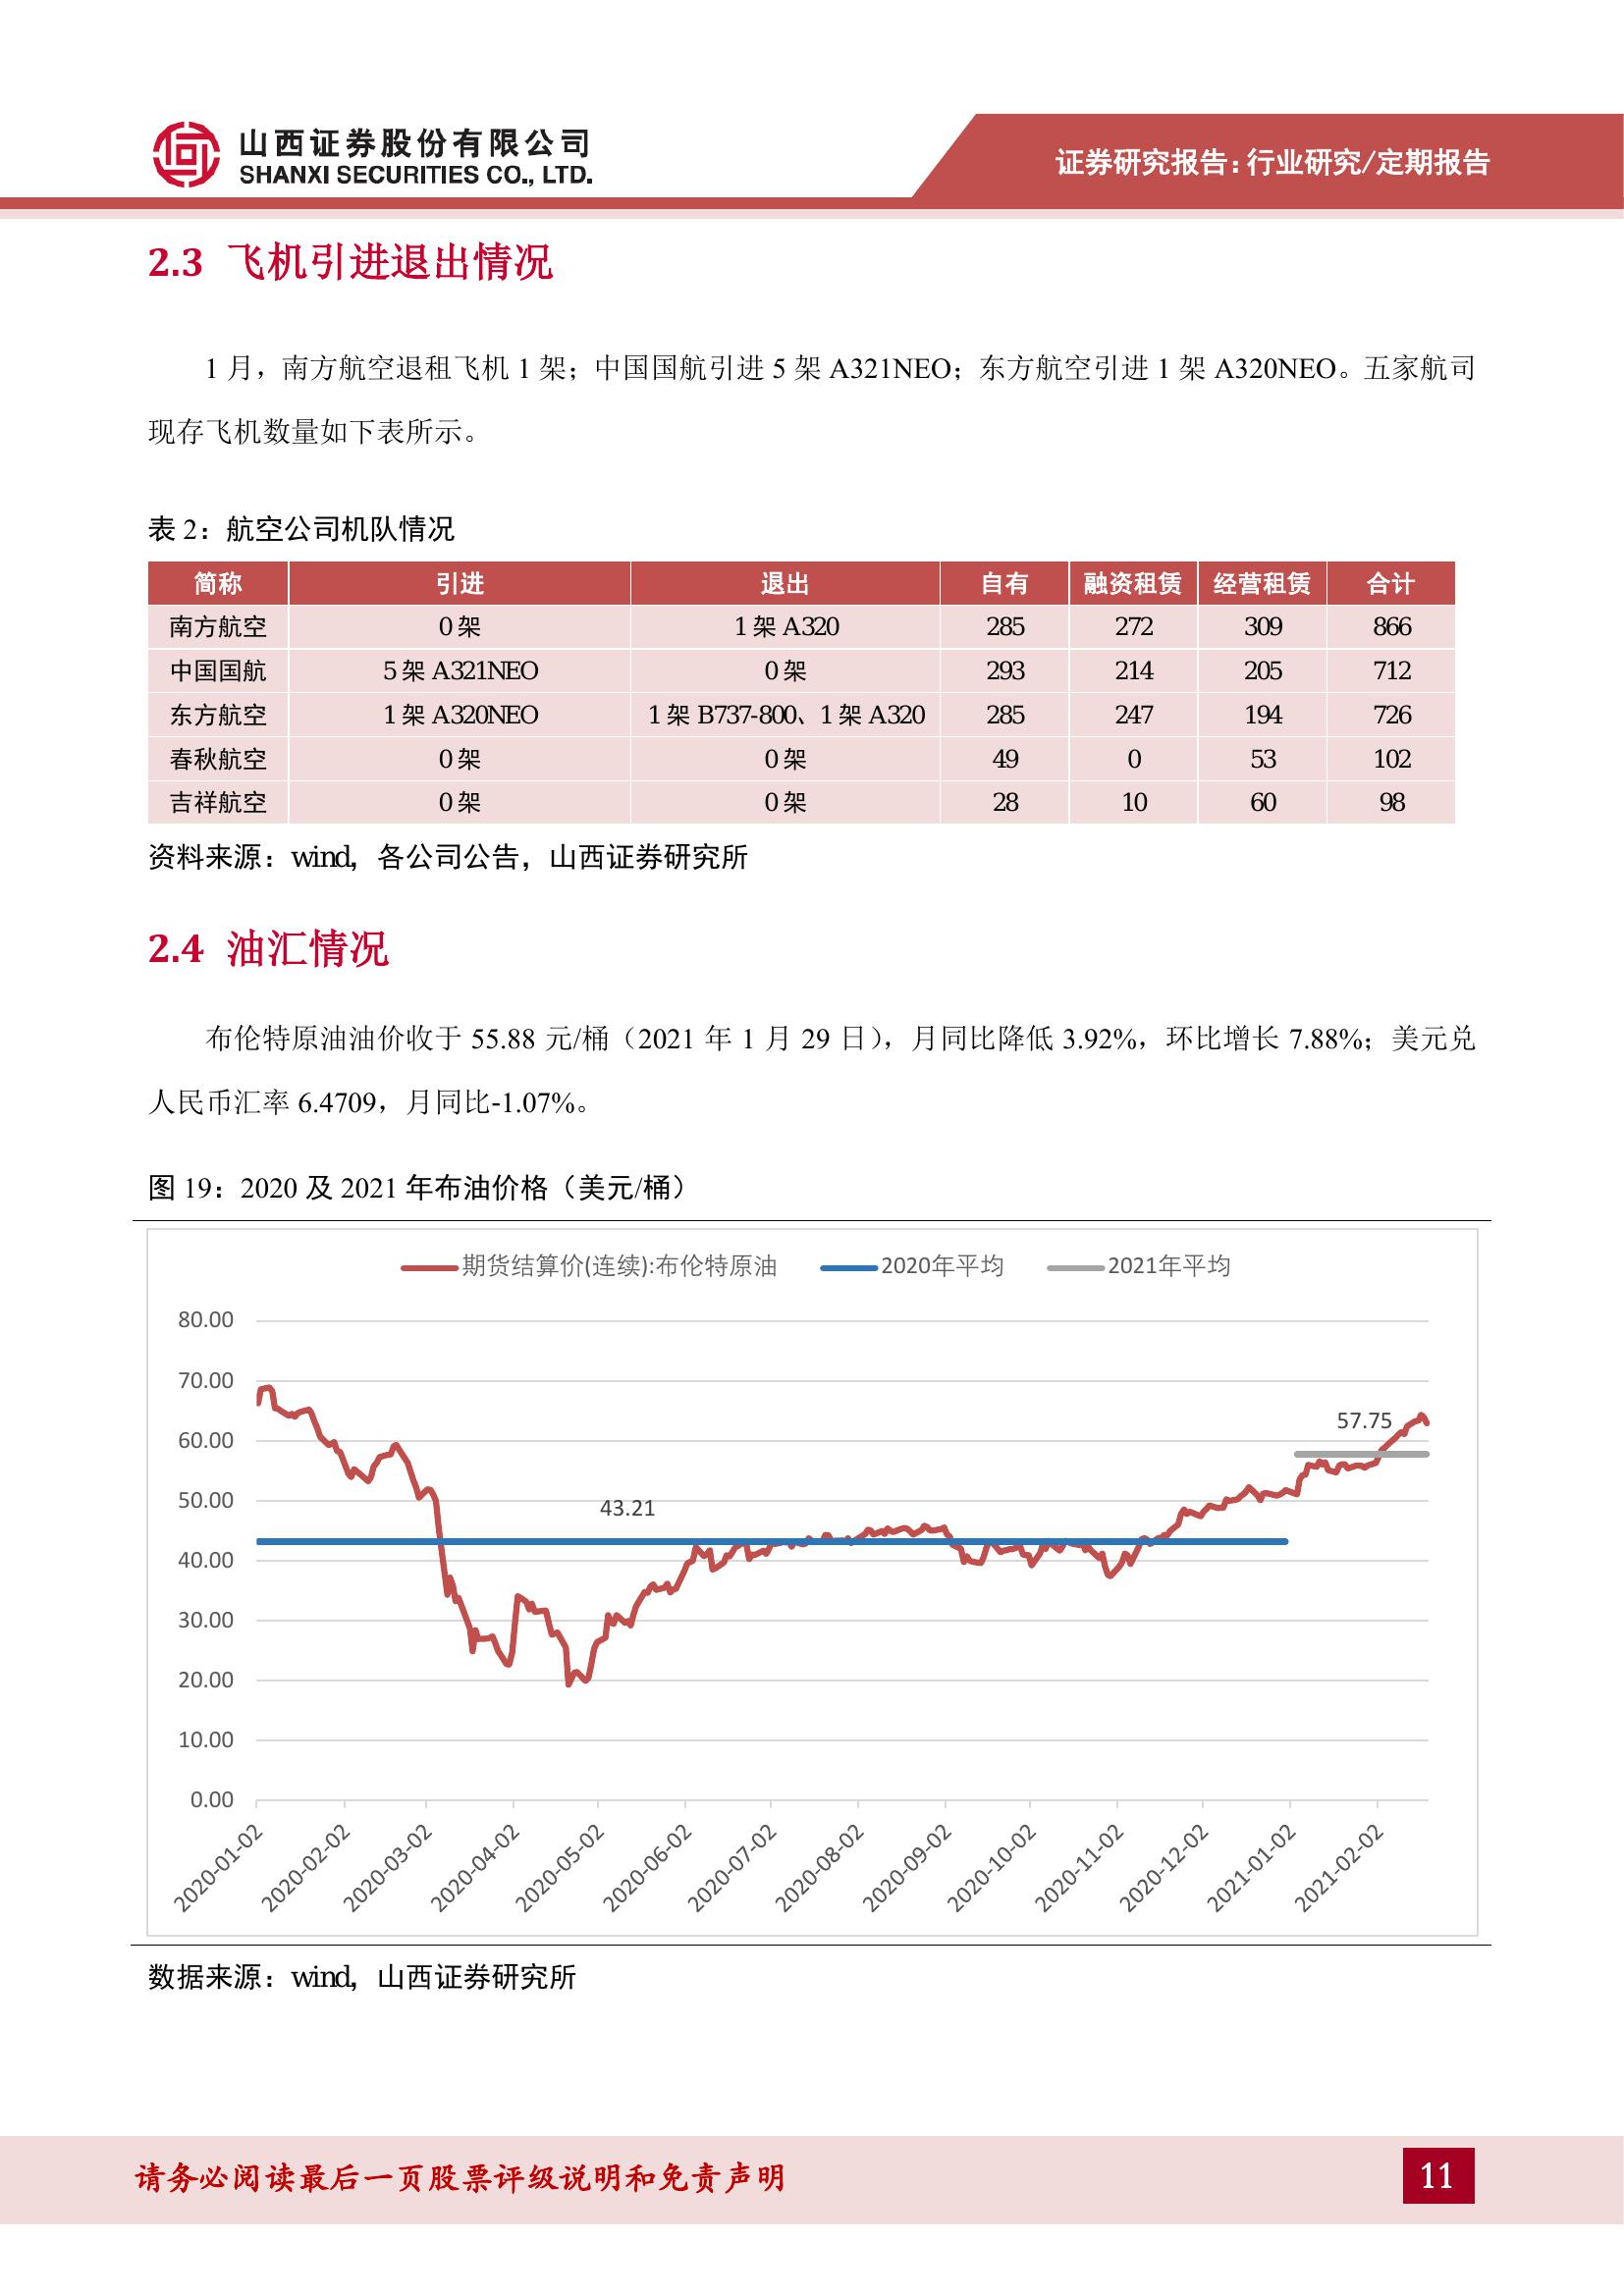 山西证券股份有限公司
SHANXI SECURITIES CO., LTD.
证券研究报告：行业研究/定期报告
2.3 飞机引进退出情况
1 月，南方航空退租飞机 1 架；中国国航引进 5 架 A321NEO；东方航空引进 1 架 A320NEO。五家航司
现存飞机数量如下表所示。
表 2：航空公司机队情况
简称 引进 退出 自有 融资租赁 经营租赁 合计
南方航空 0 架 1 架 A320 285 272 309 866
中国国航 5 架 A321NEO 0 架 293 214 205 712
东方航空 1 架 A320NEO 1 架 B737-800、1 架 A320 285 247 194 726
春秋航空 0 架 0 架 49 0 53 102
吉祥航空 0 架 0 架 28 10 60 98
资料来源：wind，各公司公告，山西证券研究所
2.4 油汇情况
布伦特原油油价收于 55.88 元/桶（2021 年 1 月 29 日），月同比降低 3.92%，环比增长 7.88%；美元兑
人民币汇率 6.4709，月同比-1.07%。
图 19：2020 及 2021 年布油价格（美元/桶）
期货结算价(连续):布伦特原油 2020年平均 2021年平均
80.00
70.00
60.00
50.00
40.00
30.00
20.00
10.00
0.00
57.75
43.21
2020-01-02
2020-02-02
2020-03-02
2020-04-02
2020-05-02
2020-06-02
2020-07-02
2020-08-02
2020-09-02
2020-10-02
2020-11-02
2020-12-02
2021-01-02
2021-02-02
数据来源：wind，山西证券研究所
请务必阅读最后一页股票评级说明和免责声明
11